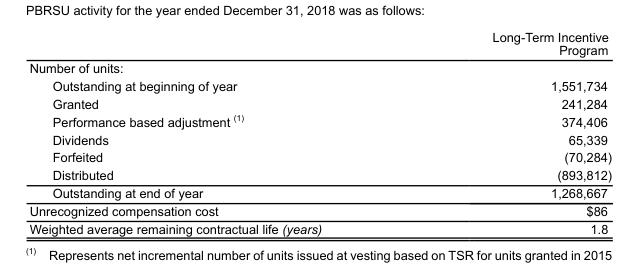 PBRSU activity for the year ended December 31, 2018 was as follows:
Long-Term Incentive
Program
Number of units:
Outstanding at beginning of year 1,551,734
Granted 241,284
Performance based adjustment (1) 374,406
Dividends 65,339
Forfeited (70,284)
Distributed (893,812)
Outstanding at end of year 1,268,667
Unrecognized compensation cost $86
Weighted average remaining contractual life (years) 1.8
(1) Represents net incremental number of units issued at vesting based on TSR for units granted in 2015